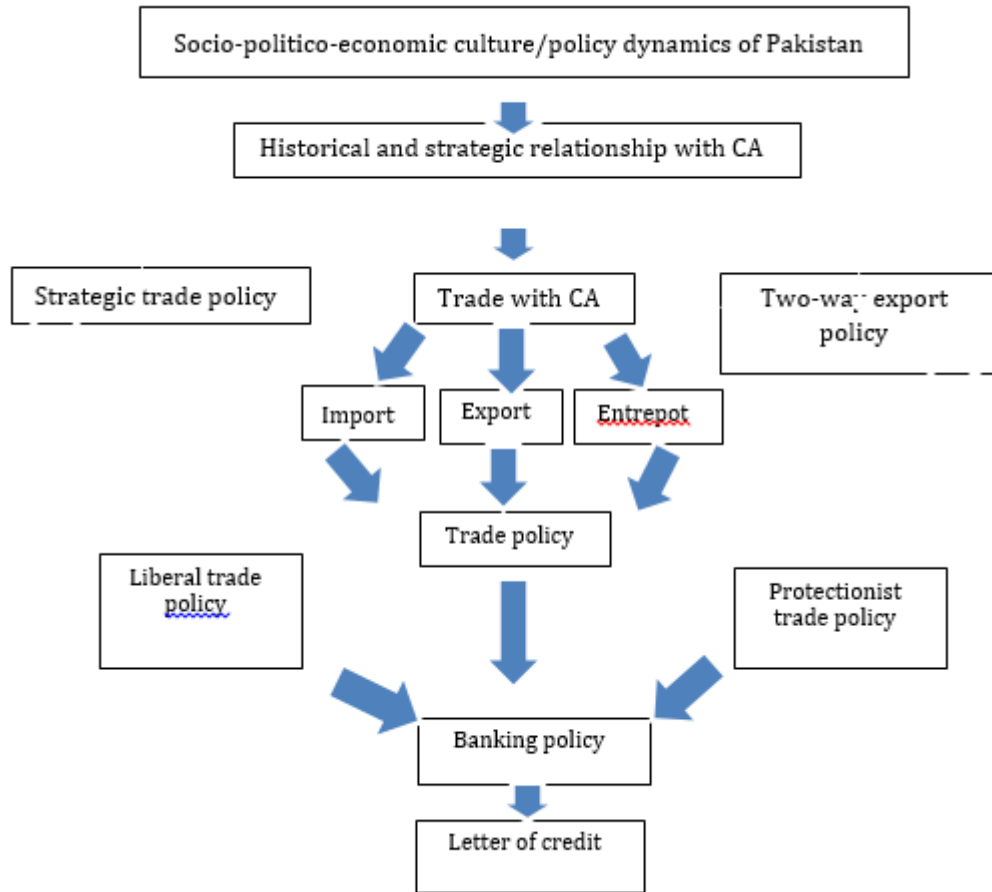 Socio-politico-economic culture/policy dynamics of Pakistan
Historical and strategic relationship with CA
Strategic trade policy
Trade with CA
Two-way export
policy
Import
Export
Entrepot
Trade policy
Liberal trade
policy
Protectionist
trade policy
Banking policy
Letter of credit